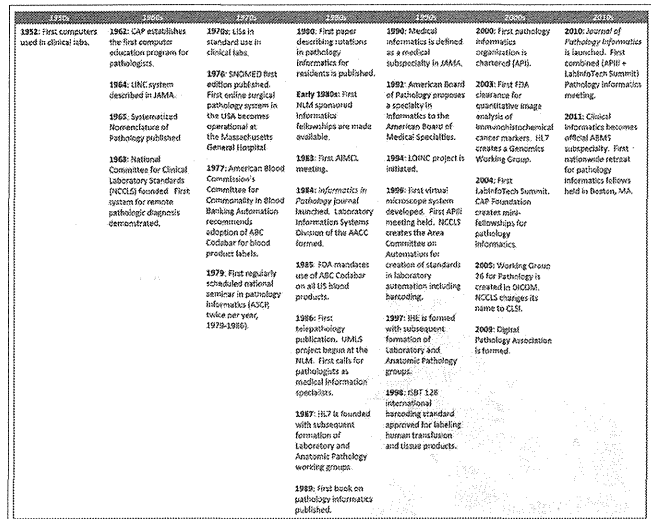 1950s
1952: First computers
used in clinical labs.
1960s
1962: CAP establishes
the first computer
education program for
pathologists.
1964: LINC system
described in JAMA.
1965: Systematized
Nomenclature of
Pathology published
1968: National
Committee for Clinical
Laboratory Standards
(NCCLS) founded First
system for remote
pathologic diagnosis
demonstrated.
1970s
1970s: LISs in
standard use in
clinical labs.
1976: SNOMED first
edition published.
First online surgical
pathology system in
the USA becomes
operational at the
Massachusetts
General Hospital
1977: American Blood
Commission's
Committee for
Commonality in Blood
Banking Automation
recommends
adoption of ABC
Codabar for blood
product labels.
1979: First regularly
scheduled national
seminar in pathology
informatics (ASCP,
twice per year,
1979-1986).
1980s
1980: First paper
describing rotations
in pathology
informatics for
residents is published.
Early 1980s: First
NLM sponsored
informatics
fellowships are made
available.
1983: First AIMCL
meeting.
1984: Informatics in
Pathology journal
launched. Laboratory
Information Systems
Division of the AACC
formed.
1985: FDA mandates
use of ABC Codabar
on all US blood
products.
1986: First
telepathology
publication. UMLS
project begun at the
NLM. First calls for
pathologists as
medical information
specialists.
1987: HL7 is founded
with subsequent
formation of
Laboratory and
Anatomic Pathology
working groups.
1989: First book on
pathology informatics
published.
1990s
1990: Medical
informatics is defined
as a medical
subspecialty in JAMA.
1992: American Board
of Pathology proposes
a specialty in
informatics to the
American Board of
Medical Specialties.
1994: LOINC project is
initiated.
1996: First virtual
microscope system
developed. First APIII
meeting held. NCCLS
creates the Area
Committee on
Automation for
creation of standards
in laboratory
automation including
barcoding.
1997: IHE is formed
with subsequent
formation of
Laboratory and
Anatomic Pathology
groups.
1998: ISBT 128
international
barcoding standard
approved for labeling
human transfusion
and tissue products.
2000s
2000: First pathology
informatics
organization is
chartered (API).
2003: First FDA
clearance for
quantitative image
analysis of
immunohistochemical
cancer markers. HL7
creates a Genomics
Working Group.
2004: First
LabInfoTech Summit.
CAP Foundation
creates mini-
fellowships for
pathology
informatics.
2005: Working Group
26 for Pathology is
created in DICOM.
NCCLS changes its
name to CLSI.
2009: Digital
Pathology Association
is formed.
2010s
2010: Journal of
Pathology Informatics
is launched. First
combined (APIII +
LabInfoTech Summit)
Pathology Informatics
meeting.
2011: Clinical
Informatics becomes
official ABMS
subspecialty. First
nationwide retreat
for pathology
informatics fellows
held in Boston, MA.